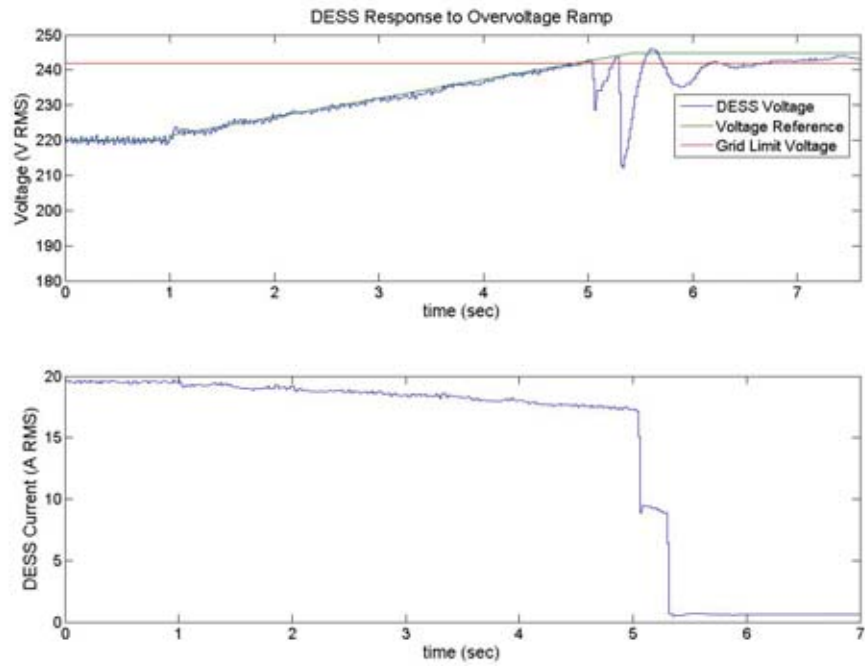 DESS Response to Overvoltage Ramp
250
240
230
220
210
200
190
180
Voltage (V RMS)
DESS Voltage
Voltage Reference
Grid Limit Voltage
0 1 2 3 4 5 6 7
time (sec)
20
15
10
5
0
DESS Current (A RMS)
0 1 2 3 4 5 6 7
time (sec)